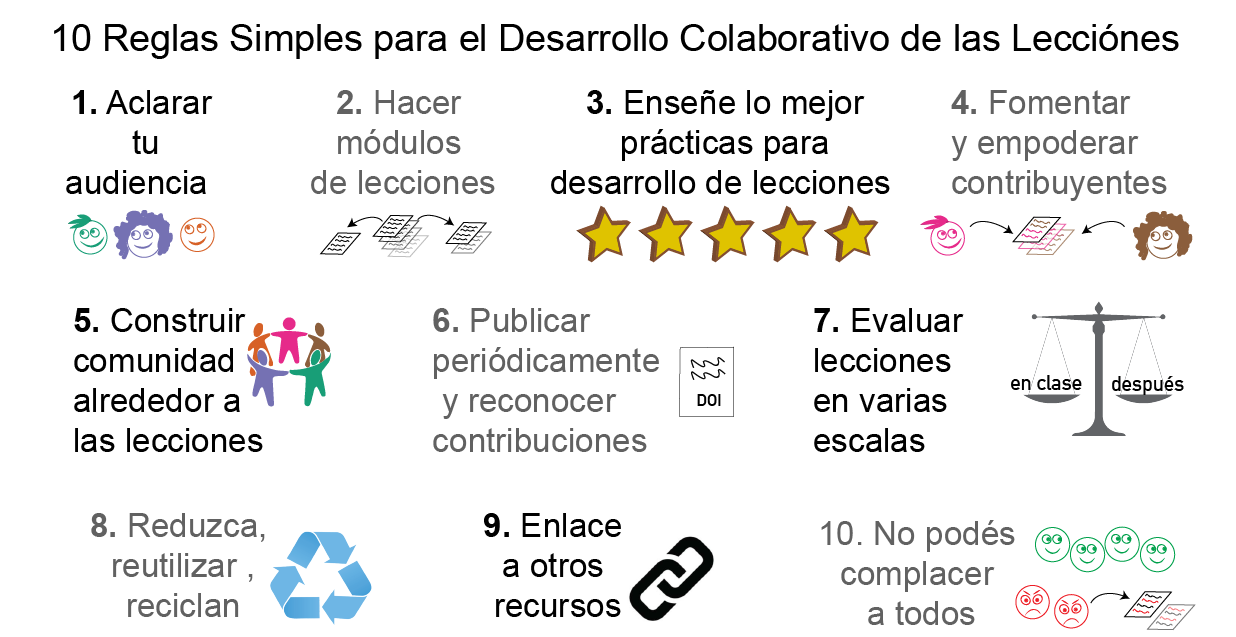 10 Reglas Simples para el Desarrollo Colaborativo de las Lecciónes
1. Aclarar
tu
audiencia
2. Hacer
módulos
de lecciones
3. Enseñe lo mejor
prácticas para
desarrollo de lecciones
4. Fomentar
y empoderar
contribuyentes
5. Construir
comunidad
alrededor a
las lecciones
6. Publicar
periódicamente
y reconocer
contribuciones
DOI
7. Evaluar
lecciones
en varias
escalas
en clase
después
8. Reduzca,
reutilizar ,
reciclan
9. Enlace
a otros
recursos
10. No podés
complacer
a todos